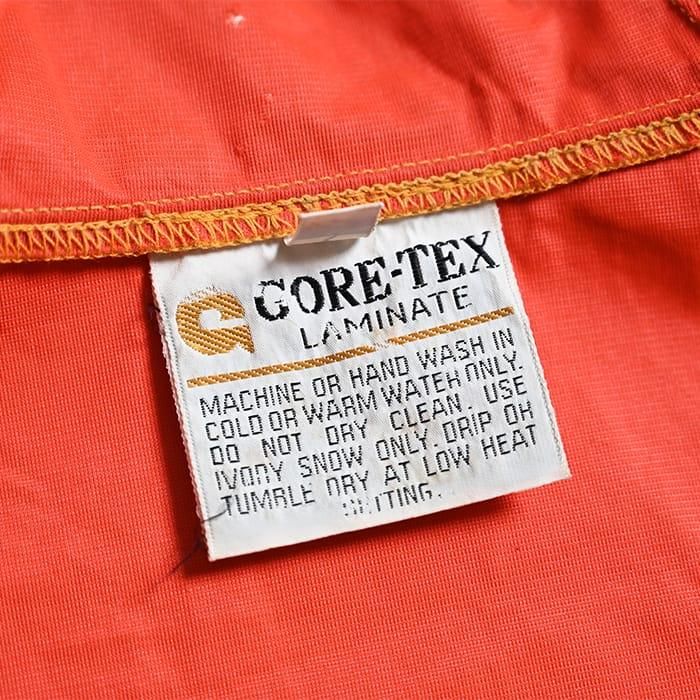 G
GORE-TEX
LAMINATE
MACHINE OR HAND WASH IN
COLD OR WARM WATER ONLY.
DO NOT DRY CLEAN. USE
IVORY SNOW ONLY. DRIP OR
TUMBLE DRY AT LOW HEAT
SETTING.